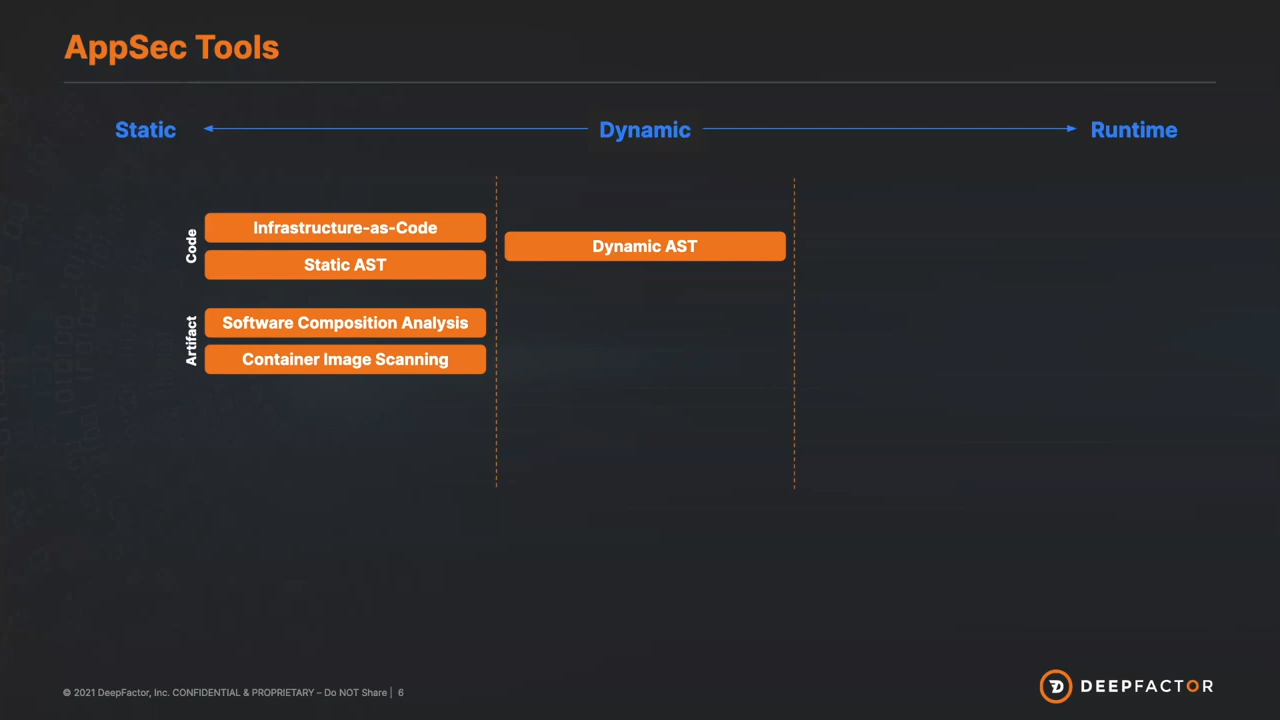 AppSec Tools
Static
Dynamic
Runtime
Code
Infrastructure-as-Code
Static AST
Dynamic AST
Artifact
Software Composition Analysis
Container Image Scanning
© 2021 DeepFactor, Inc. CONFIDENTIAL & PROPRIETARY – Do NOT Share | 6
DEEPFACTOR